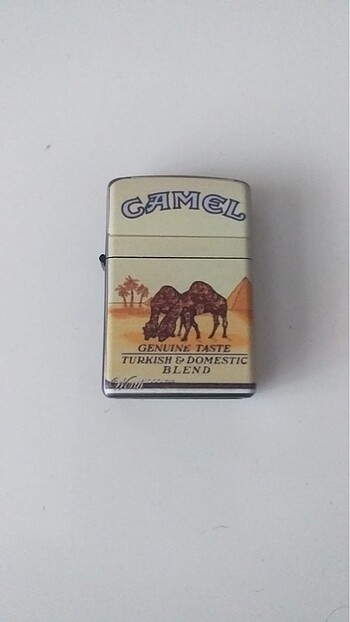 CAMEL
GENUINE TASTE
TURKISH & DOMESTIC
BLEND